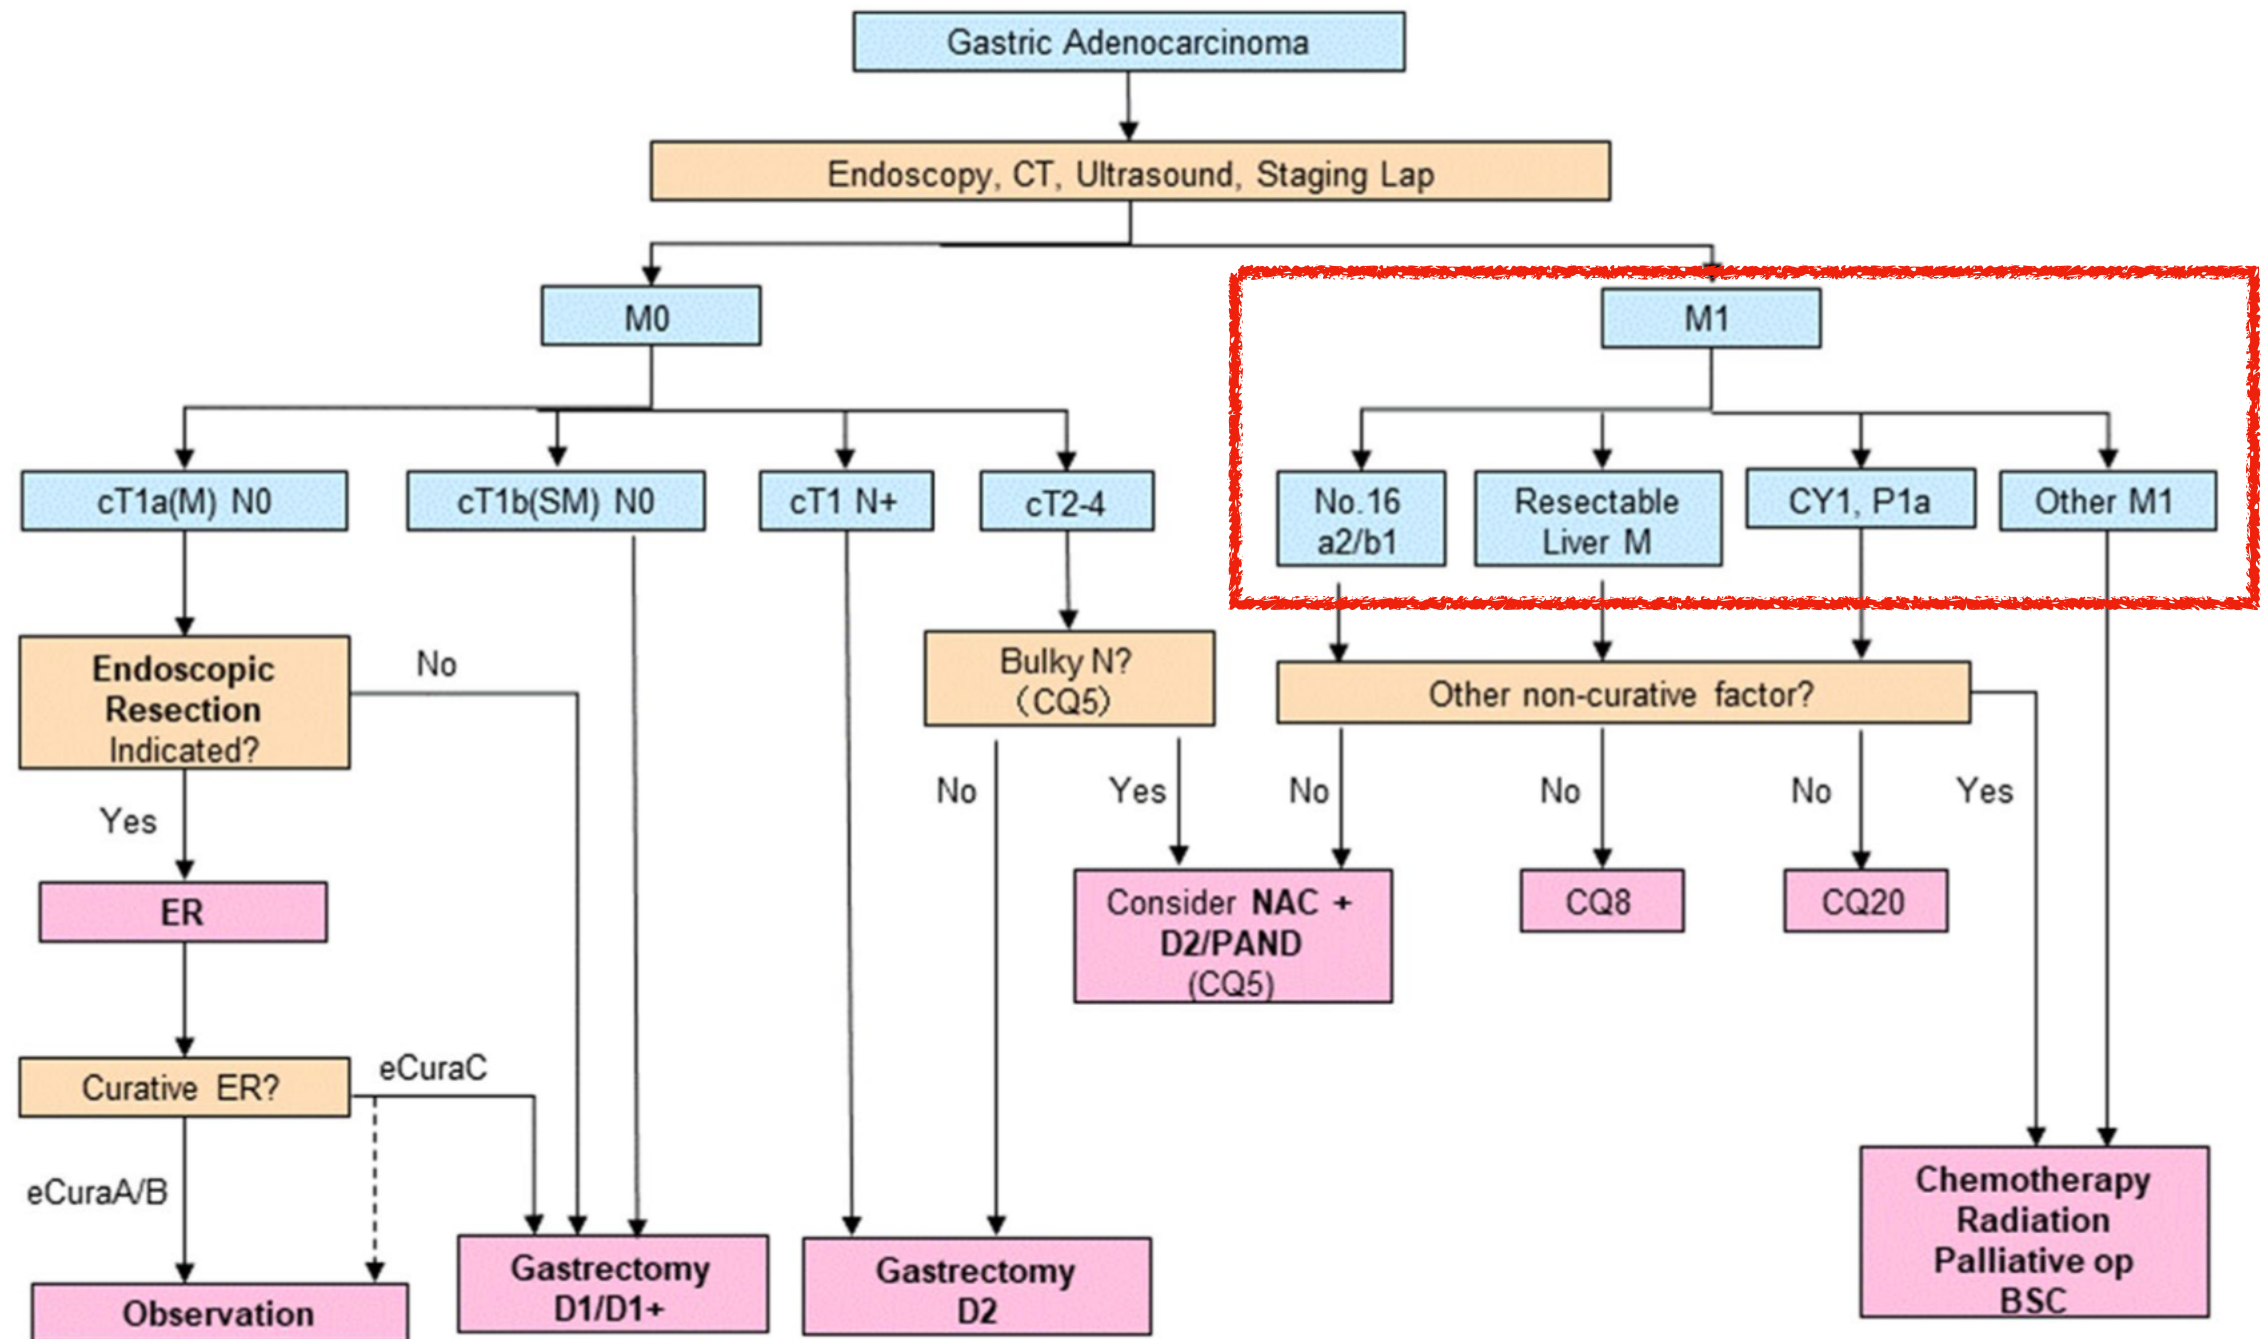 Gastric Adenocarcinoma
Endoscopy, CT, Ultrasound, Staging Lap
M0
M1
cT1a(M) N0
cT1b(SM) N0
cT1 N+
cT2-4
No.16
a2/b1
Resectable
Liver M
CY1, P1a
Other M1
Endoscopic
Resection
Indicated?
No
Bulky N?
(CQ5)
Other non-curative factor?
Yes
No
Yes
No
No
No
Yes
ER
Consider NAC +
D2/PAND
(CQ5)
CQ8
CQ20
Curative ER?
eCuraC
eCuraA/B
Observation
Gastrectomy
D1/D1+
Gastrectomy
D2
Chemotherapy
Radiation
Palliative op
BSC